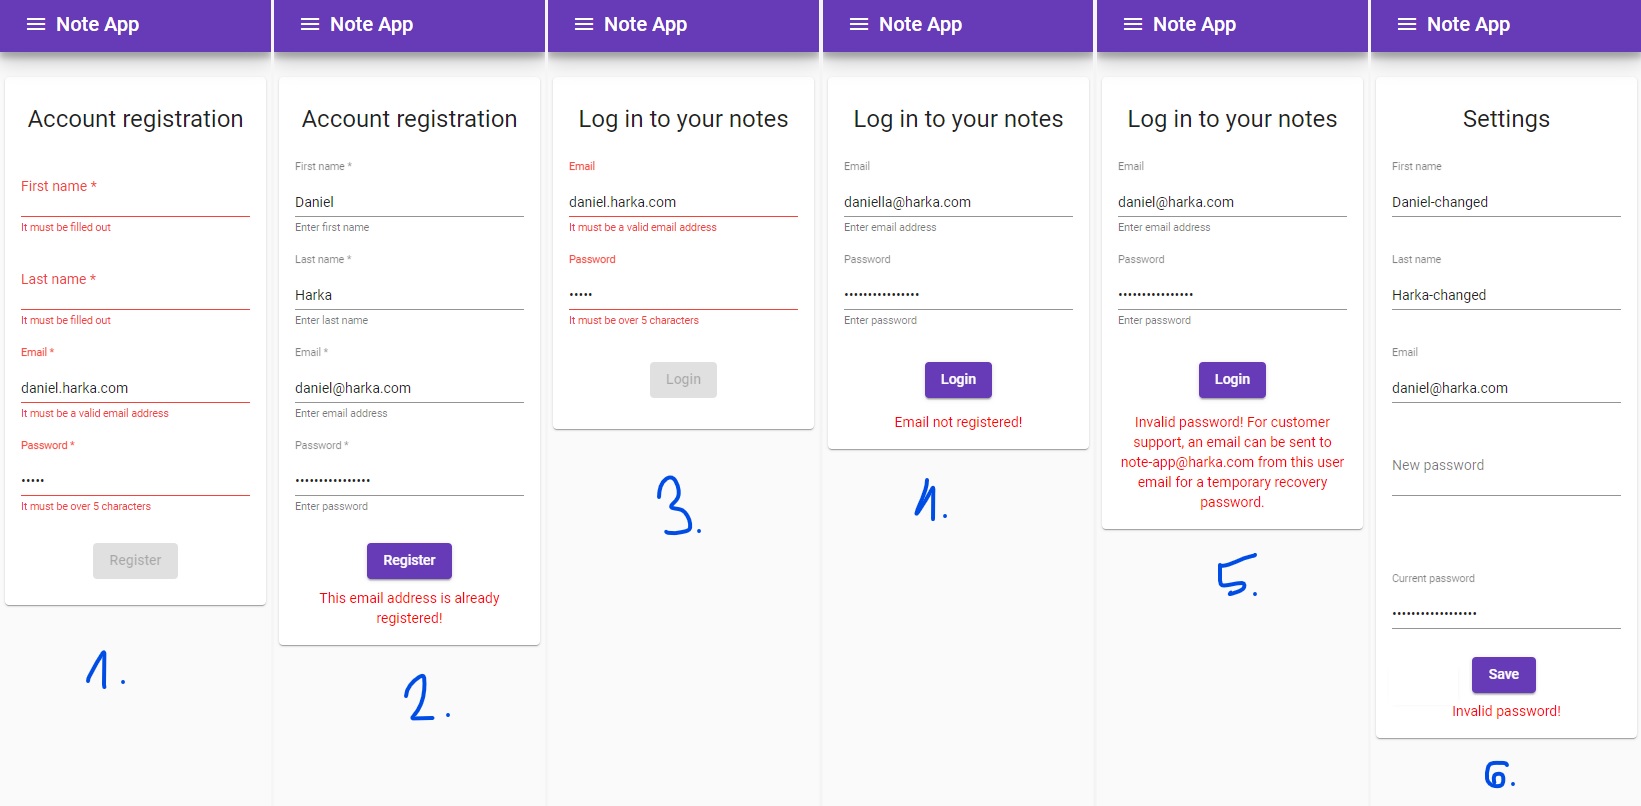 Note App
Account registration
First name *
It must be filled out
Last name *
It must be filled out
Email *
daniel.harka.com
It must be a valid email address
Password *
•••••
It must be over 5 characters
Register
1.
Note App
Account registration
First name *
Daniel
Enter first name
Last name *
Harka
Enter last name
Email *
daniel@harka.com
Enter email address
Password *
••••••••••••••••
Enter password
Register
This email address is already
registered!
2.
Note App
Log in to your notes
Email
daniel.harka.com
It must be a valid email address
Password
•••••
It must be over 5 characters
Login
3.
Note App
Log in to your notes
Email
daniella@harka.com
Enter email address
Password
••••••••••••••••
Enter password
Login
Email not registered!
4.
Note App
Log in to your notes
Email
daniel@harka.com
Enter email address
Password
••••••••••••••••
Enter password
Login
Invalid password! For customer
support, an email can be sent to
note-app@harka.com from this user
email for a temporary recovery
password.
5.
Note App
Settings
First name
Daniel-changed
Last name
Harka-changed
Email
daniel@harka.com
New password
Current password
••••••••••••••••••
Save
Invalid password!
6.